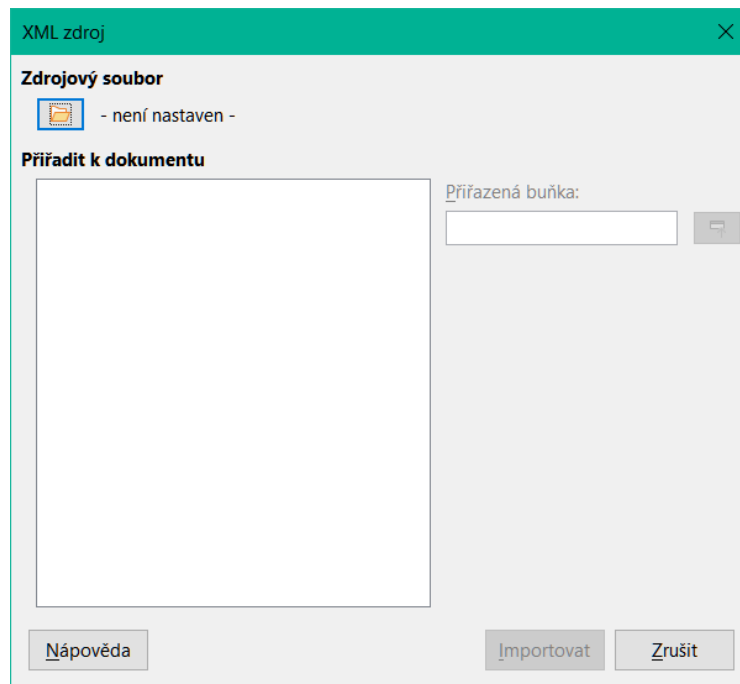 XML zdroj
Zdrojový soubor
- není nastaven -
Přiřadit k dokumentu
Přiřazená buňka:
Nápověda
Importovat
Zrušit